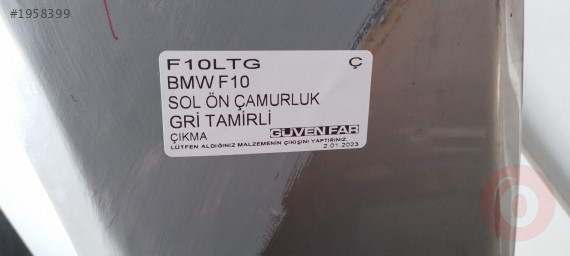 #1958399
F10LTG Ç
BMW F10
SOL ÖN ÇAMURLUK
GRİ TAMİRLİ
ÇIKMA GÜVEN FAR
LÜTFEN ALDIĞINIZ MALZEMENİN ÇIKIŞINI YAPTIRINIZ.
2.01.2023